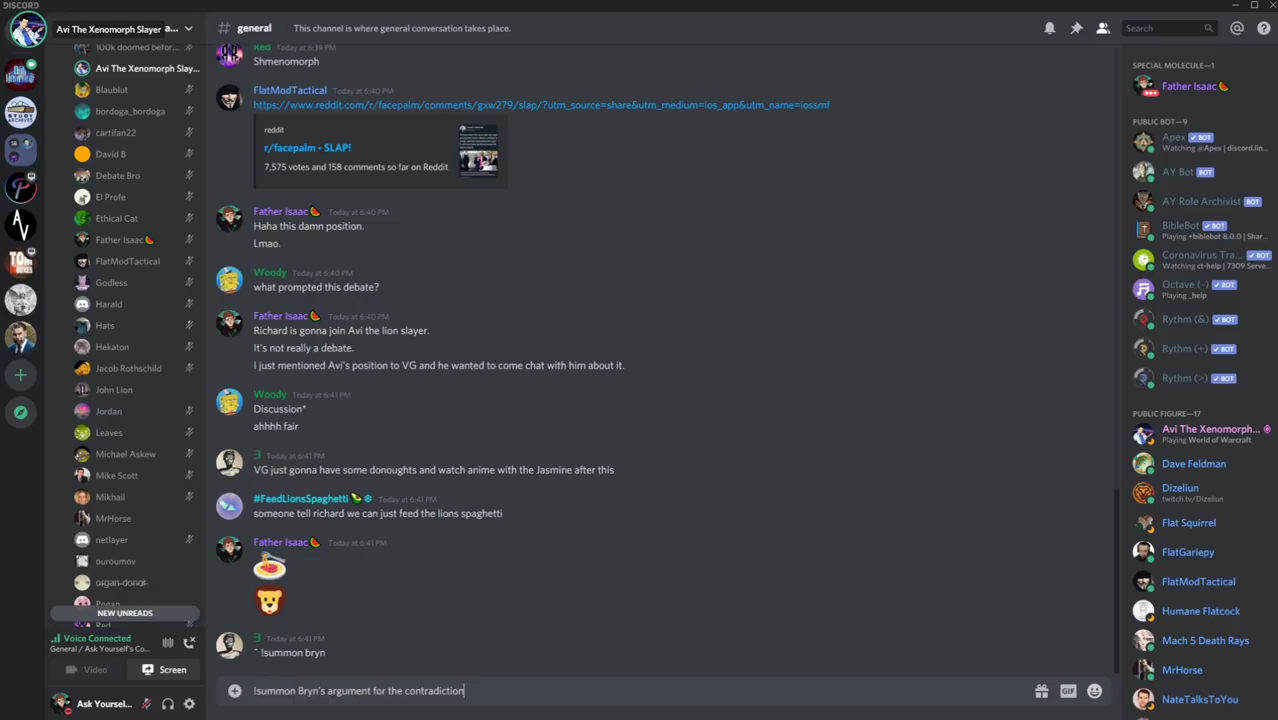 DISCORD
Avi The Xenomorph Slayer a...
# general
This channel is where general conversation takes place.
Search
100k doomed before...
Avi The Xenomorph Slay...
Blaublut
bordoga_bordoga
cartifan22
David B
Debate Bro
El Profe
Ethical Cat
Father Isaac
FlatModTactical
Godless
Harald
Hats
Hekaton
Jacob Rothschild
John Lion
Jordan
Leaves
Michael Askew
Mike Scott
Mikhail
MrHorse
netlayer
ouroumov
organ-donor
Pogan
Red
NEW UNREADS
Voice Connected
General / Ask Yourself's Co...
Video
Screen
Ask Yoursel...
Red Today at 6:39 PM
Shmenomorph
FlatModTactical Today at 6:40 PM
https://www.reddit.com/r/facepalm/comments/gxw279/slap/?utm_source=share&utm_medium=ios_app&utm_name=iossmf
reddit
r/facepalm - SLAP!
7,575 votes and 158 comments so far on Reddit
Father Isaac Today at 6:40 PM
Haha this damn position.
Lmao.
Woody Today at 6:40 PM
what prompted this debate?
Father Isaac Today at 6:40 PM
Richard is gonna join Avi the lion slayer.
It's not really a debate.
I just mentioned Avi's position to VG and he wanted to come chat with him about it.
Woody Today at 6:41 PM
Discussion*
ahhhh fair
Ǝ Today at 6:41 PM
VG just gonna have some donoughts and watch anime with the Jasmine after this
#FeedLionsSpaghetti Today at 6:41 PM
someone tell richard we can just feed the lions spaghetti
Father Isaac Today at 6:41 PM
Ǝ Today at 6:41 PM
^ !summon bryn
!summon Bryn's argument for the contradiction
GIF
SPECIAL MOLECULE—1
Father Isaac
PUBLIC BOT—9
Apex BOT
Watching @Apex | discord.lin...
AY Bot BOT
AY Role Archivist BOT
BibleBot BOT
Playing +biblebot 8.0.0 | Shar...
Coronavirus Tra... BOT
Watching ct-help | 7309 Serve...
Octave (-) BOT
Playing _help
Rythm (&) BOT
Rythm (+) BOT
Rythm (>) BOT
PUBLIC FIGURE—17
Avi The Xenomorph...
Playing World of Warcraft
Dave Feldman
Dizeliun
twitch.tv/Dizeliun
Flat Squirrel
FlatGariepy
FlatModTactical
Humane Flatcock
Mach 5 Death Rays
MrHorse
NateTalksToYou